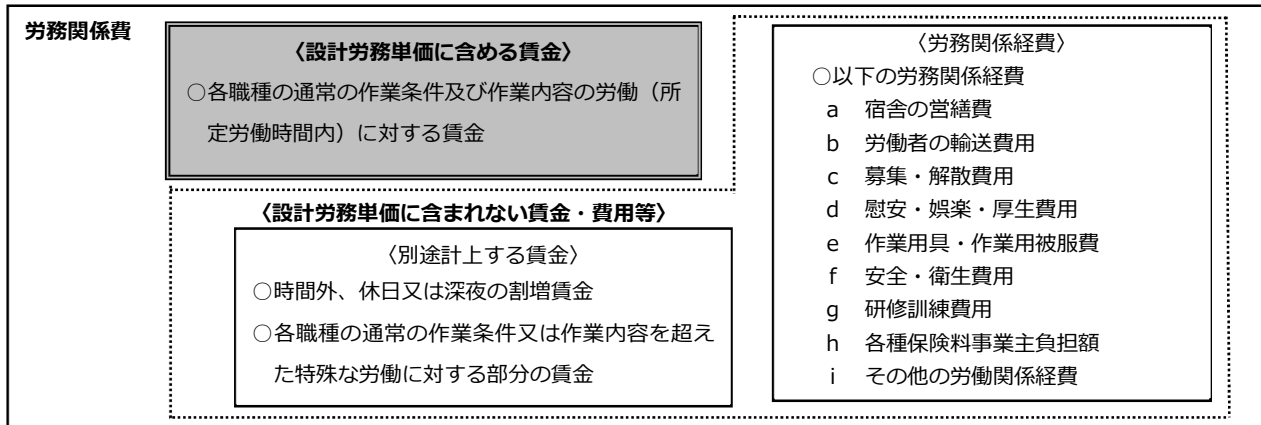 労務関係費
〈設計労務単価に含める賃金〉
○各職種の通常の作業条件及び作業内容の労働（所
定労働時間内）に対する賃金
〈設計労務単価に含まれない賃金・費用等〉
〈別途計上する賃金〉
○時間外、休日又は深夜の割増賃金
○各職種の通常の作業条件又は作業内容を超え
た特殊な労働に対する部分の賃金
〈労務関係経費〉
○以下の労務関係経費
a 宿舎の営繕費
b 労働者の輸送費用
c 募集・解散費用
d 慰安・娯楽・厚生費用
e 作業用具・作業用被服費
f 安全・衛生費用
g 研修訓練費用
h 各種保険料事業主負担額
i その他の労働関係経費